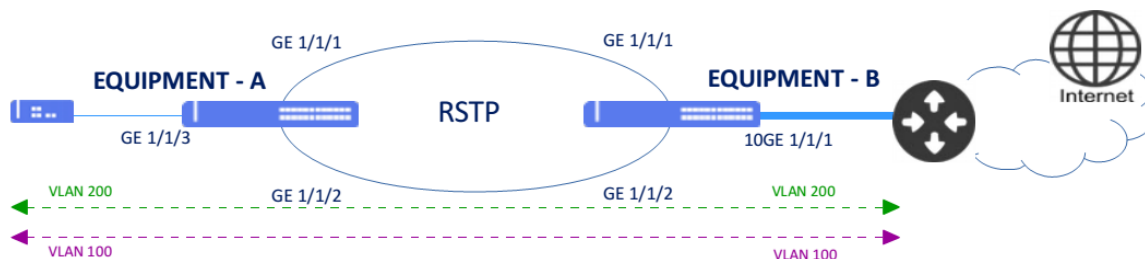 GE 1/1/1
GE 1/1/1
EQUIPMENT - A
EQUIPMENT - B
Internet
RSTP
GE 1/1/3
10GE 1/1/1
VLAN 200
GE 1/1/2
GE 1/1/2
VLAN 200
VLAN 100
VLAN 100